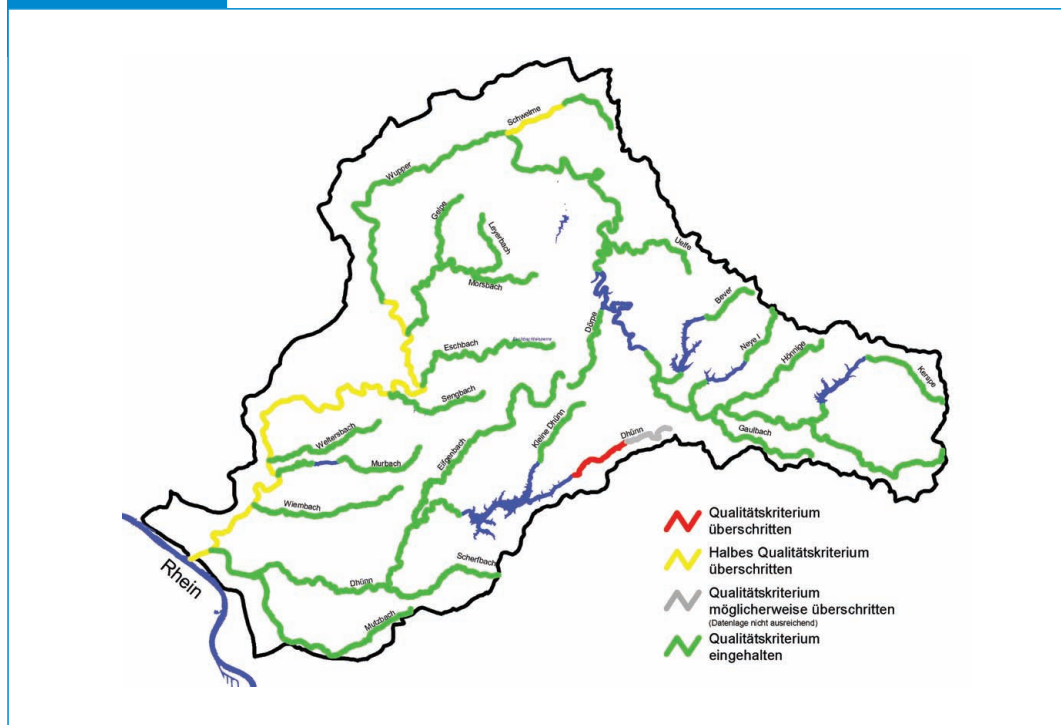 Schwelme
Wupper
Gelpe
Leyerbach
Morsbach
Uelfe
Bever
Neye I
Hönnige
Kerspe
Dörpe
Eschbach
Sengbach
Weltersbach
Murbach
Wiembach
Eifgenbach
Kleine Dhünn
Dhünn
Gaulbach
Scherfbach
Dhünn
Mutzbach
Rhein
Qualitätskriterium
überschritten
Halbes Qualitätskriterium
überschritten
Qualitätskriterium
möglicherweise überschritten
(Datenlage nicht ausreichend)
Qualitätskriterium
eingehalten